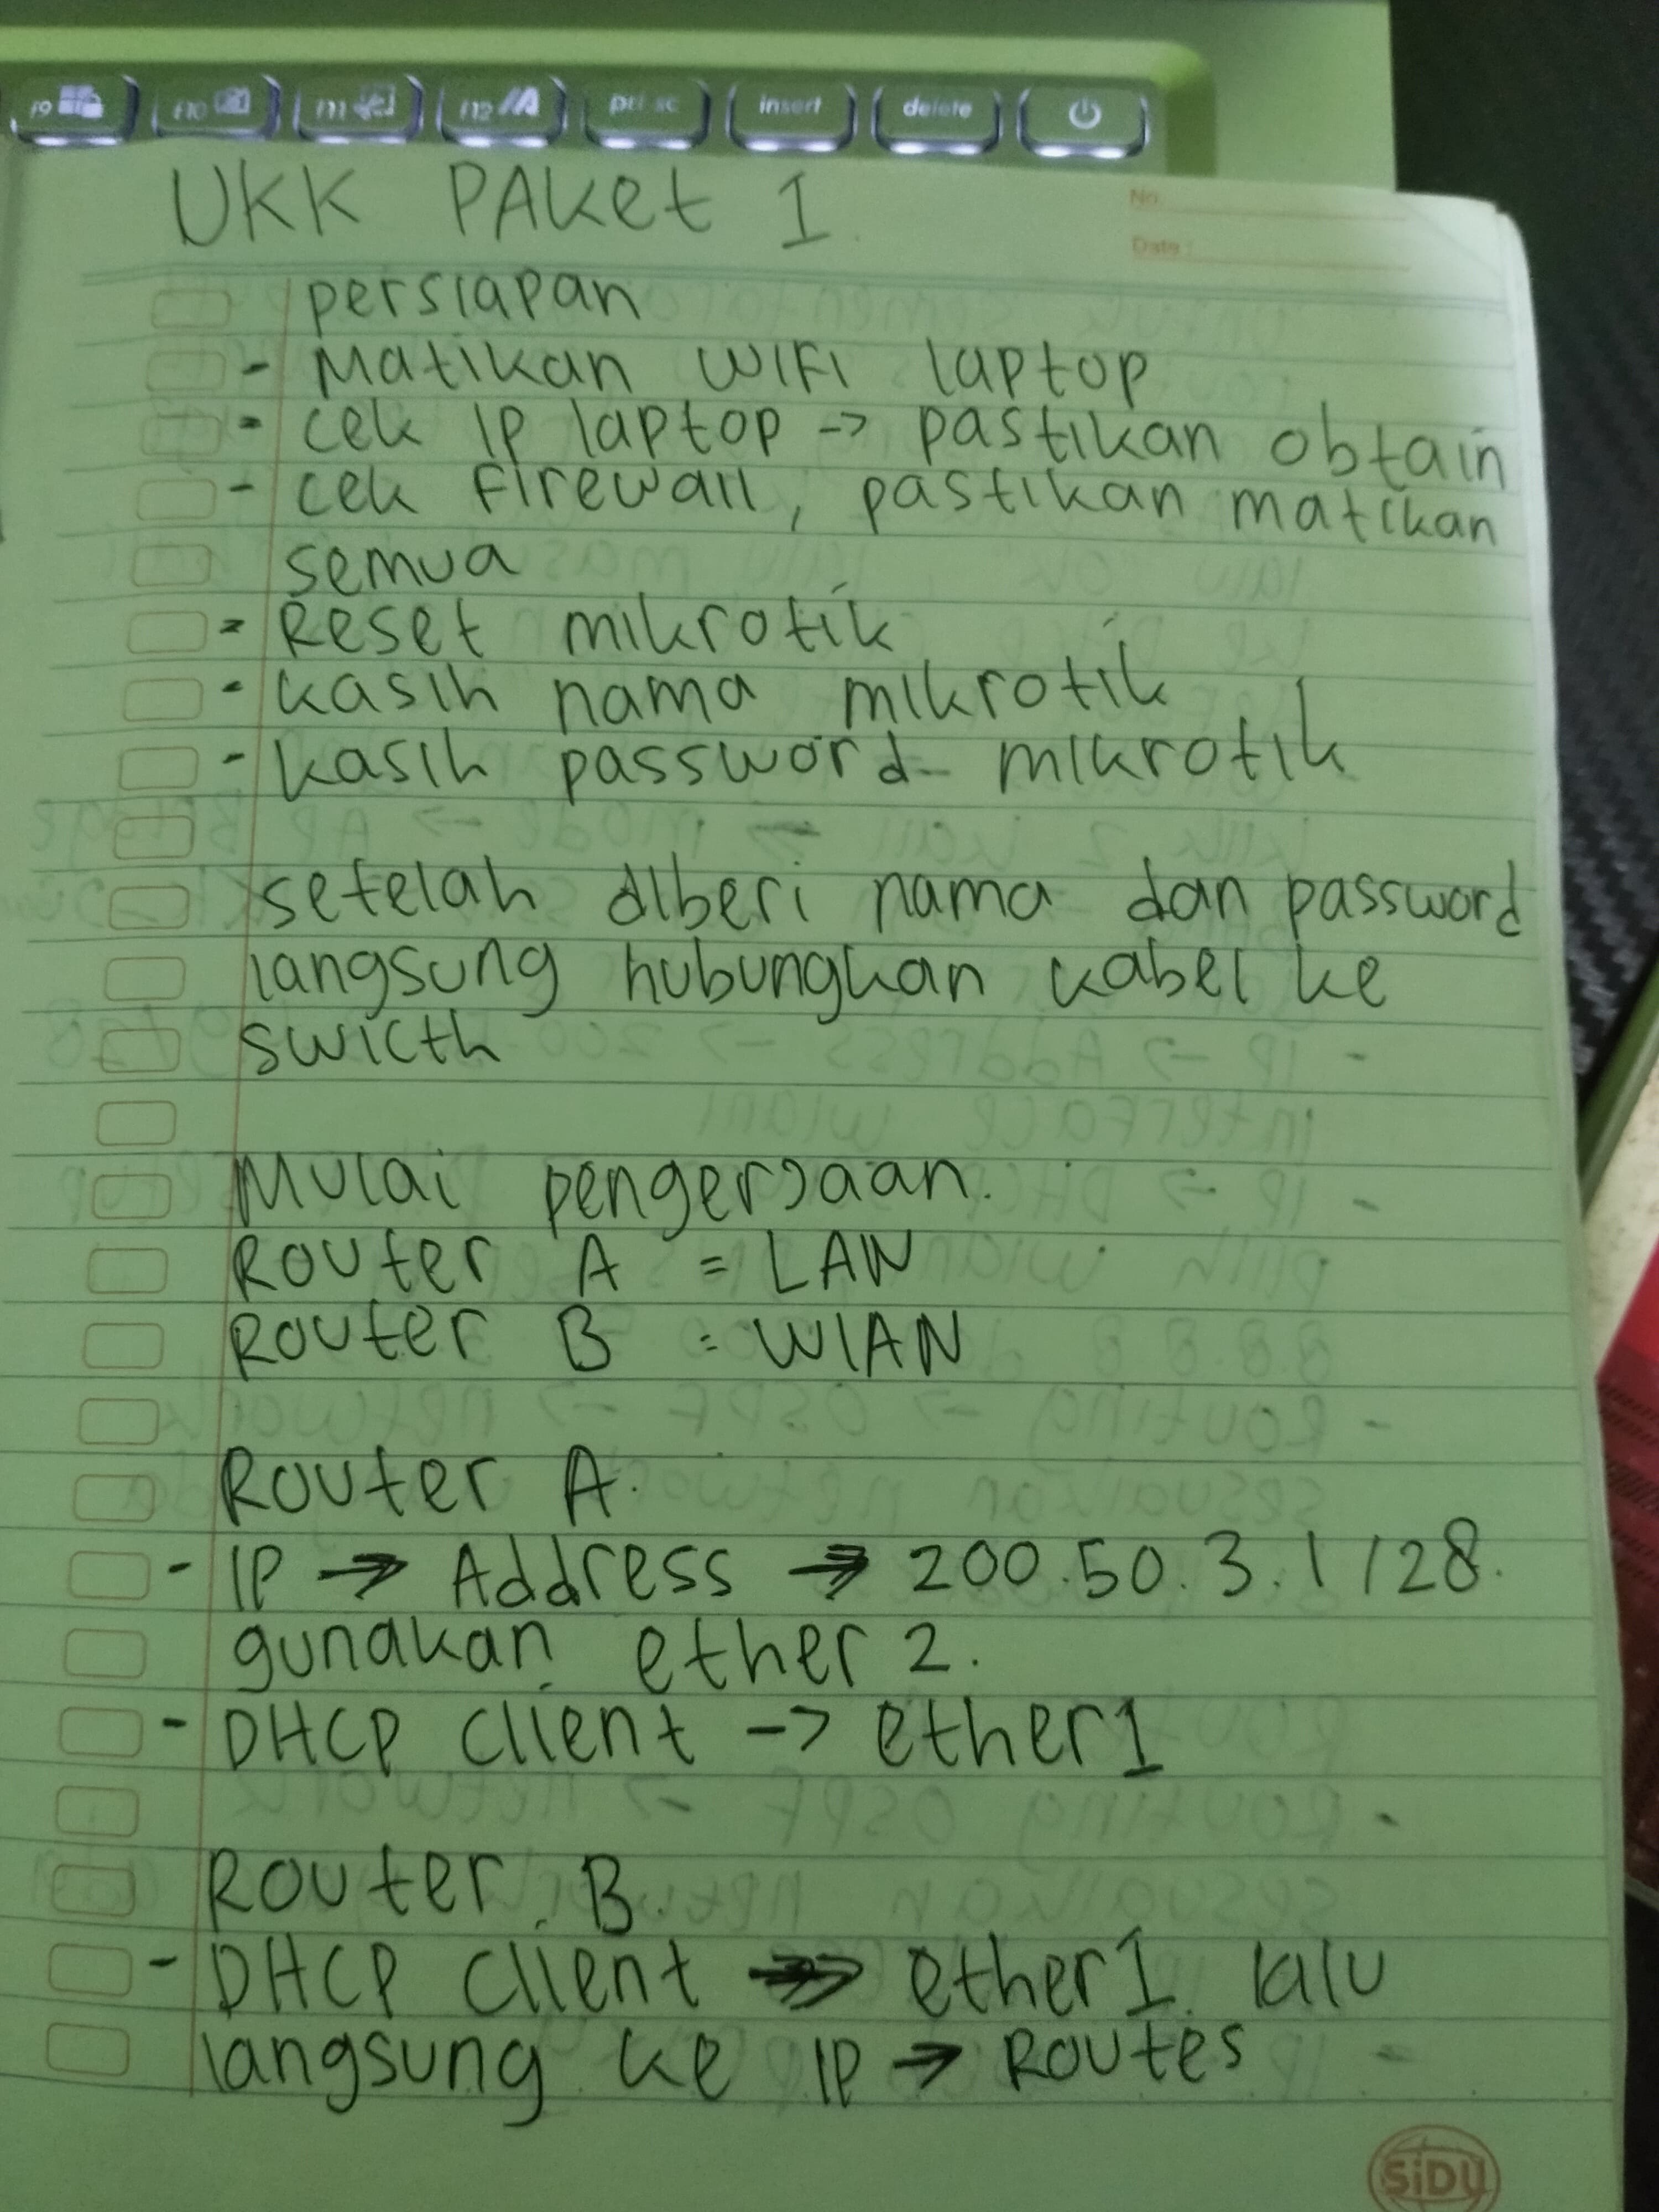 f9 f10 f11 f12 prt sc insert delete
UKK PAKet 1
No.
Date :
persiapan
- Matikan WIFI laptop
- cek IP laptop -> pastikan obtain
- cek Firewall, pastikan matikan
semua
- Reset mikrotik
- kasih nama mikrotik
- kasih password mikrotik
setelah diberi nama dan password
langsung hubungkan kabel ke
swicth
Mulai pengerjaan.
Router A = LAN
Router B = WLAN
Router A.
- IP → Address → 200.50.3.1/28.
gunakan ether 2.
- DHCP client -> ether1
Router B.
- DHCP client → ether1 lalu
langsung ke IP → Routes
SiDU